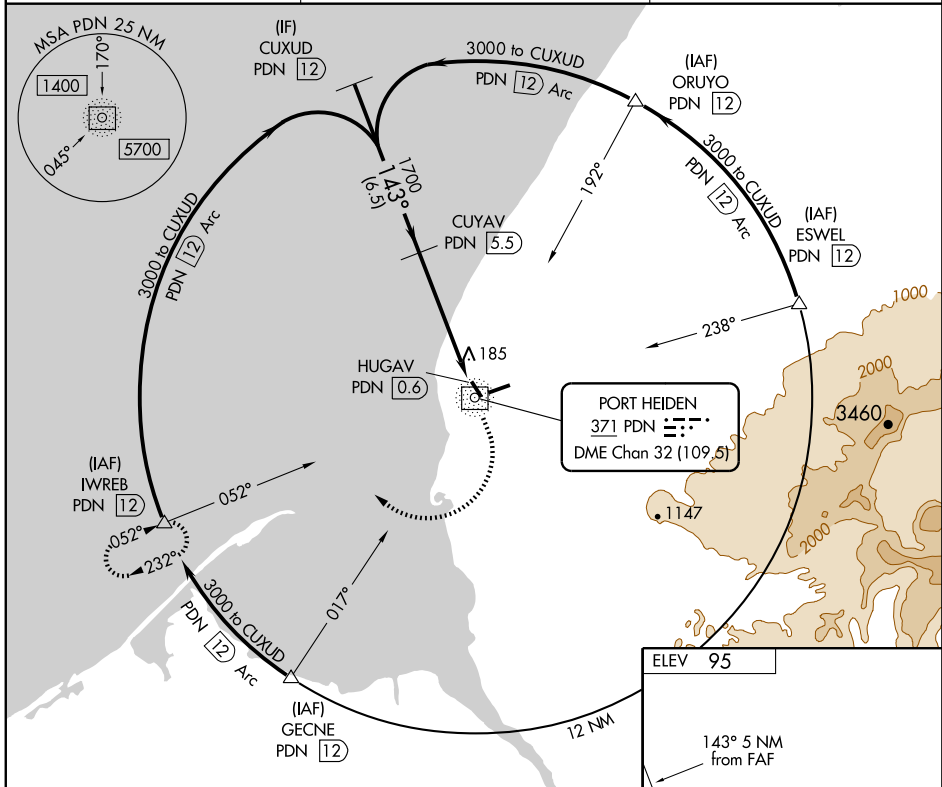 MSA PDN 25 NM
170°
1400
045°
5700
(IF)
CUXUD
PDN 12
3000 to CUXUD
PDN 12 Arc
(IAF)
ORUYO
PDN 12
192°
3000 to CUXUD
PDN 12 Arc
(IAF)
ESWEL
PDN 12
238°
3000 to CUXUD
PDN 12 Arc
1700
143°
(6.5)
CUYAV
PDN 5.5
185
HUGAV
PDN 0.6
PORT HEIDEN
371 PDN
DME Chan 32 (109.5)
1000
2000
3460
1147
2000
(IAF)
IWREB
PDN 12
052°
052°
232°
3000 to CUXUD
PDN 12 Arc
017°
(IAF)
GECNE
PDN 12
12 NM
ELEV 95
143° 5 NM
from FAF